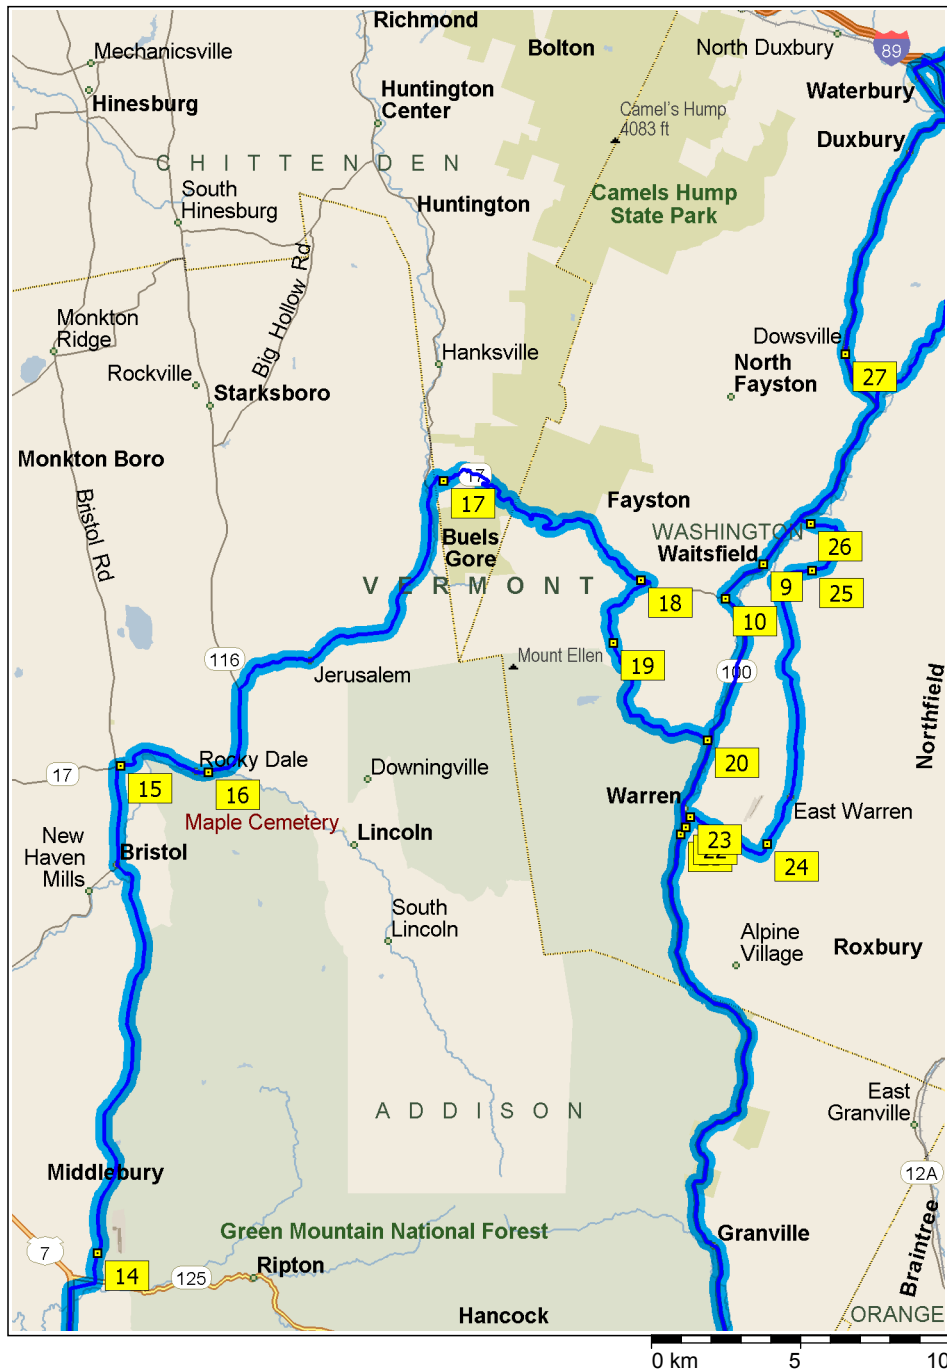 Richmond
Mechanicsville
Bolton
North Duxbury
89
Hinesburg
Huntington
Center
Camel's Hump
4083 ft
Waterbury
Duxbury
CHITTENDEN
South
Hinesburg
Huntington
Camels Hump
State Park
Big Hollow Rd
Monkton
Ridge
Hanksville
Dowsville
Rockville
Starksboro
North
Fayston
27
Monkton Boro
17
17
Fayston
Bristol Rd
Buels
Gore
WASHINGTON
Waitsfield
26
VERMONT
9
25
18
10
116
Jerusalem
Mount Ellen
19
100
Northfield
Rocky Dale
17
15
16
Downingville
20
Maple Cemetery
Warren
East Warren
New
Haven
Mills
Bristol
Lincoln
23
22
24
South
Lincoln
Alpine
Village
Roxbury
ADDISON
East
Granville
Middlebury
12A
Green Mountain National Forest
Granville
Braintree
7
14
125
Ripton
Hancock
ORANGE
0 km
5
10